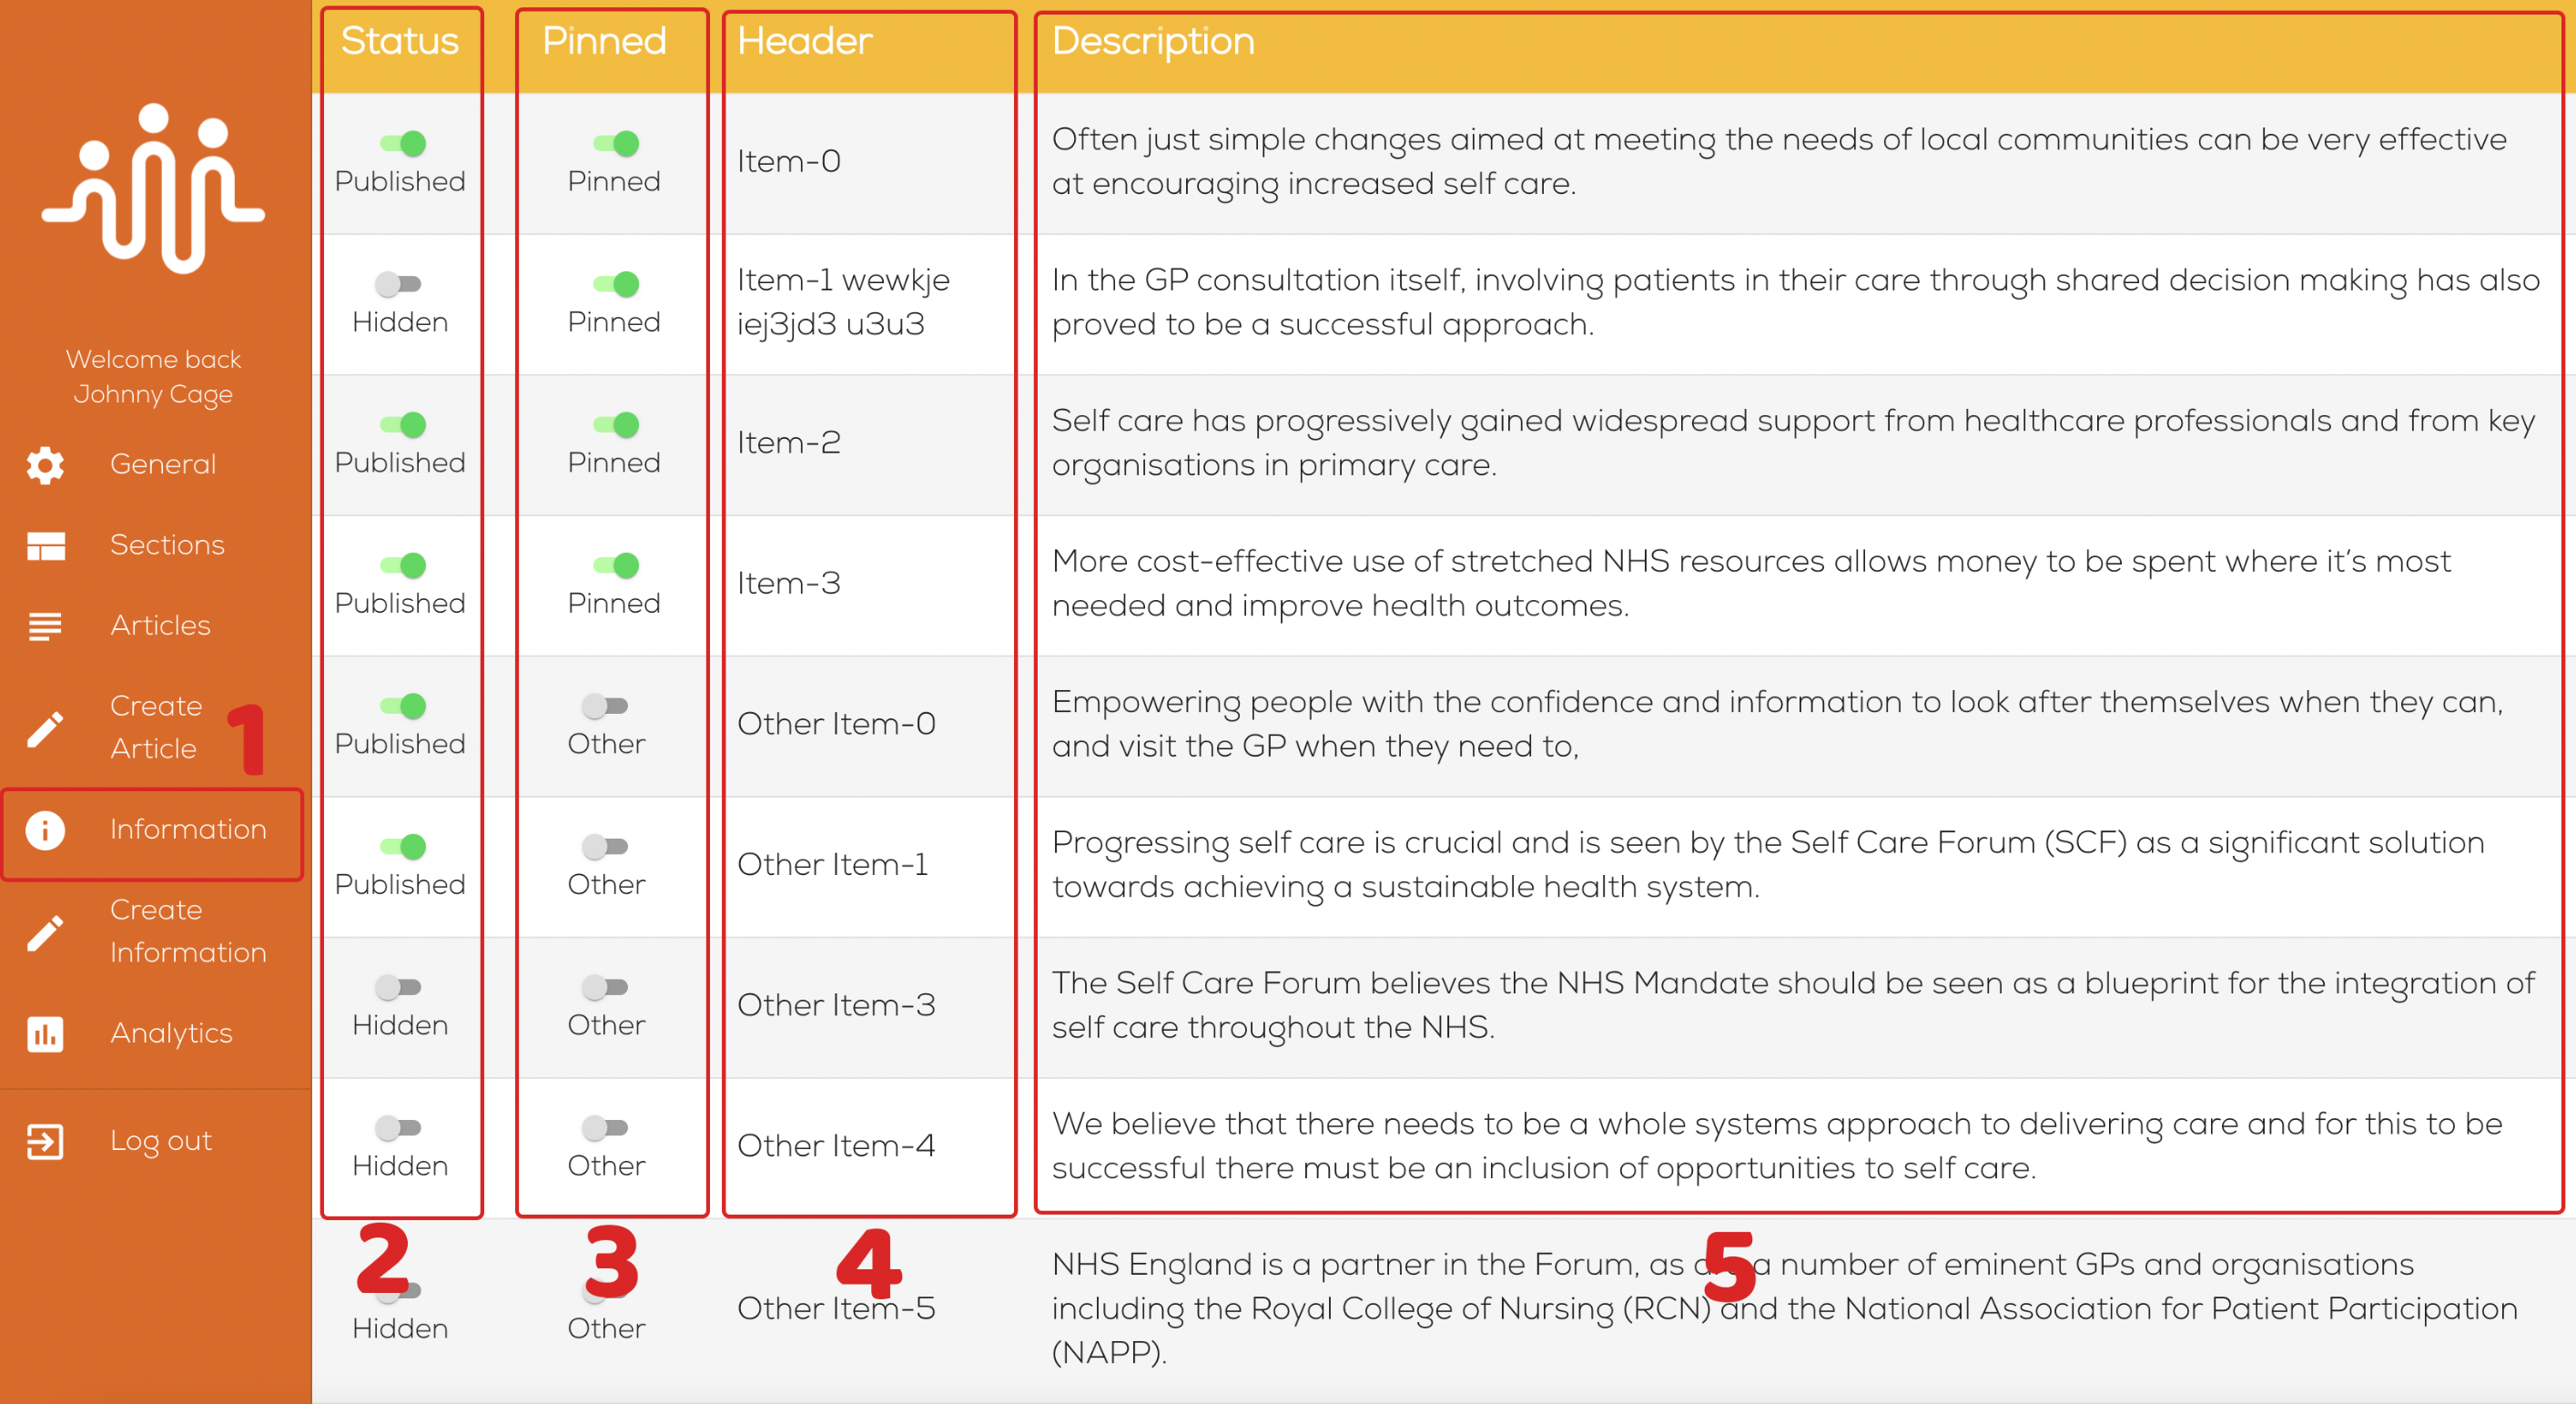 Welcome back
Johnny Cage
General
Sections
Articles
Create
Article
1
Information
Create
Information
Analytics
Log out
Status Pinned Header Description
Published Pinned Item-0 Often just simple changes aimed at meeting the needs of local communities can be very effective
at encouraging increased self care.
Hidden Pinned Item-1 wewkje In the GP consultation itself, involving patients in their care through shared decision making has also
iej3jd3 u3u3 proved to be a successful approach.
Published Pinned Item-2 Self care has progressively gained widespread support from healthcare professionals and from key
organisations in primary care.
Published Pinned Item-3 More cost-effective use of stretched NHS resources allows money to be spent where it's most
needed and improve health outcomes.
Published Other Other Item-0 Empowering people with the confidence and information to look after themselves when they can,
and visit the GP when they need to,
Published Other Other Item-1 Progressing self care is crucial and is seen by the Self Care Forum (SCF) as a significant solution
towards achieving a sustainable health system.
Hidden Other Other Item-3 The Self Care Forum believes the NHS Mandate should be seen as a blueprint for the integration of
self care throughout the NHS.
Hidden Other Other Item-4 We believe that there needs to be a whole systems approach to delivering care and for this to be
successful there must be an inclusion of opportunities to self care.
2 3 4 5
Hidden Other Other Item-5 NHS England is a partner in the Forum, as a number of eminent GPs and organisations
including the Royal College of Nursing (RCN) and the National Association for Patient Participation
(NAPP).